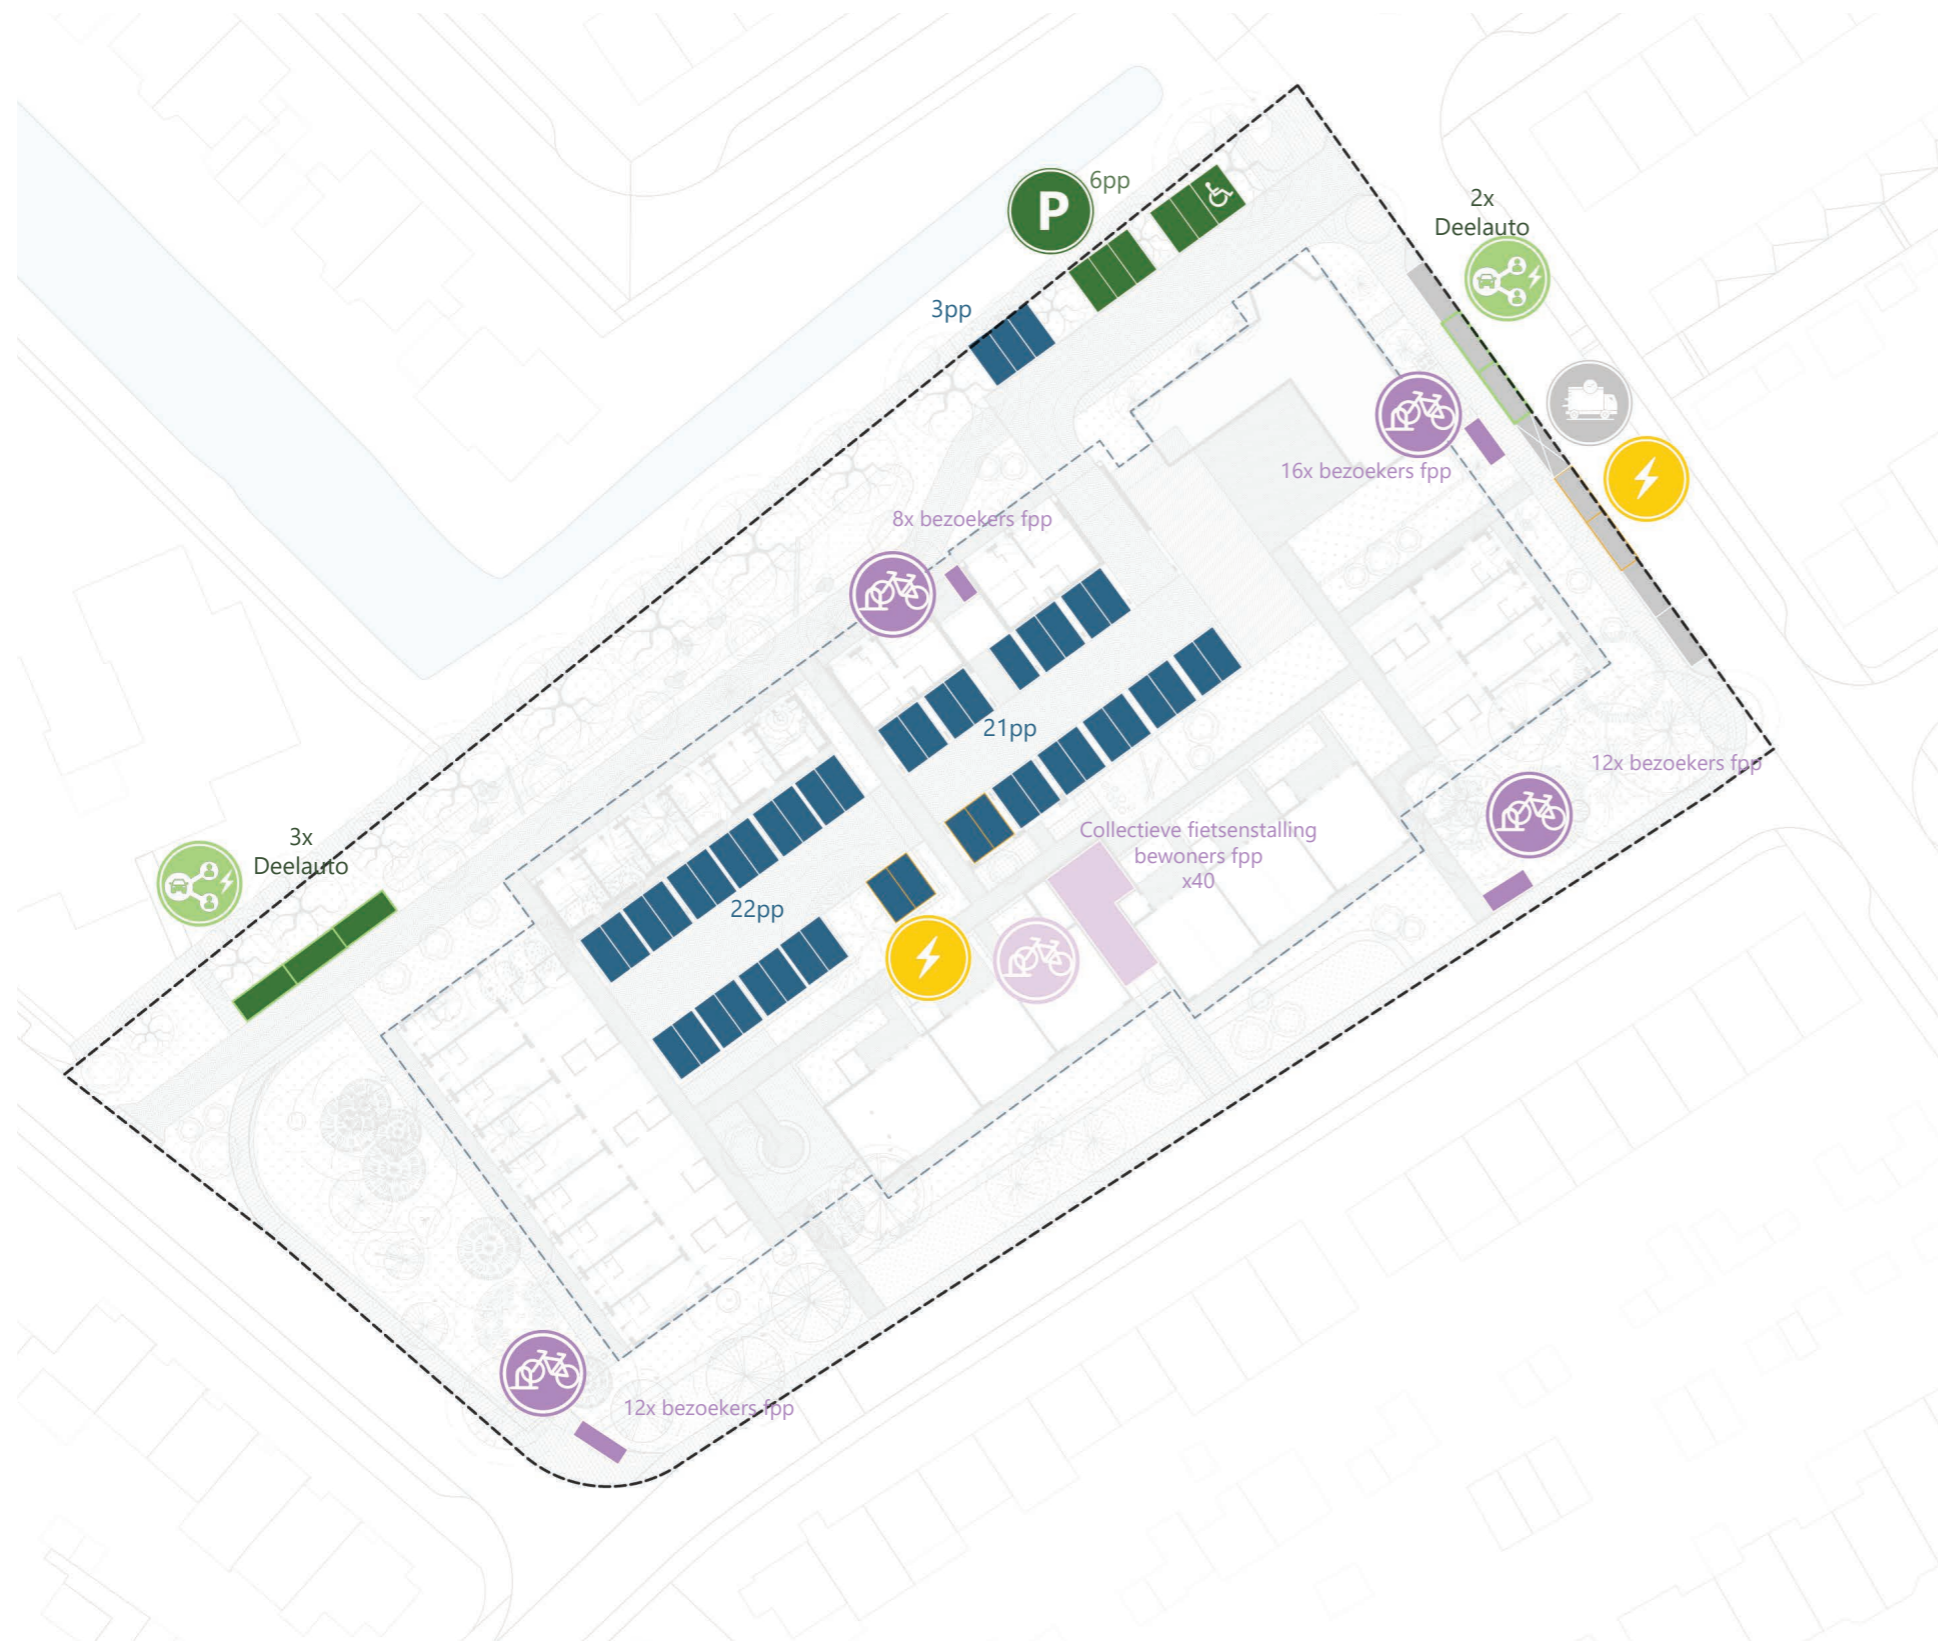 6pp
P
2x
Deelauto
3pp
16x bezoekers fpp
8x bezoekers fpp
21pp
12x bezoekers fpp
Collectieve fietsenstalling
bewoners fpp
x40
3x
Deelauto
22pp
12x bezoekers fpp